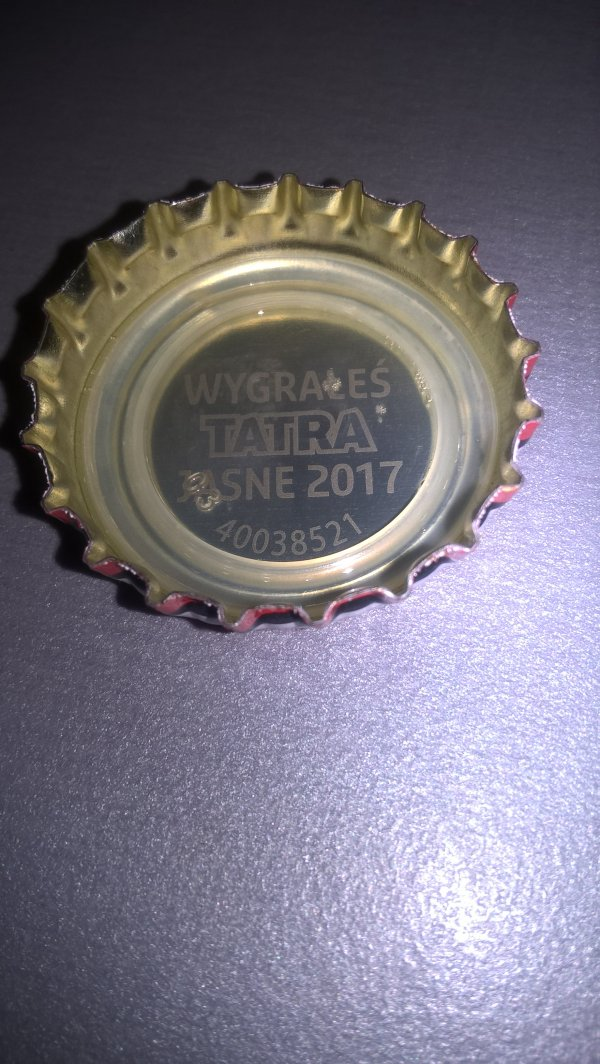 WYGRAŁEŚ
TATRA
JASNE 2017
40038521